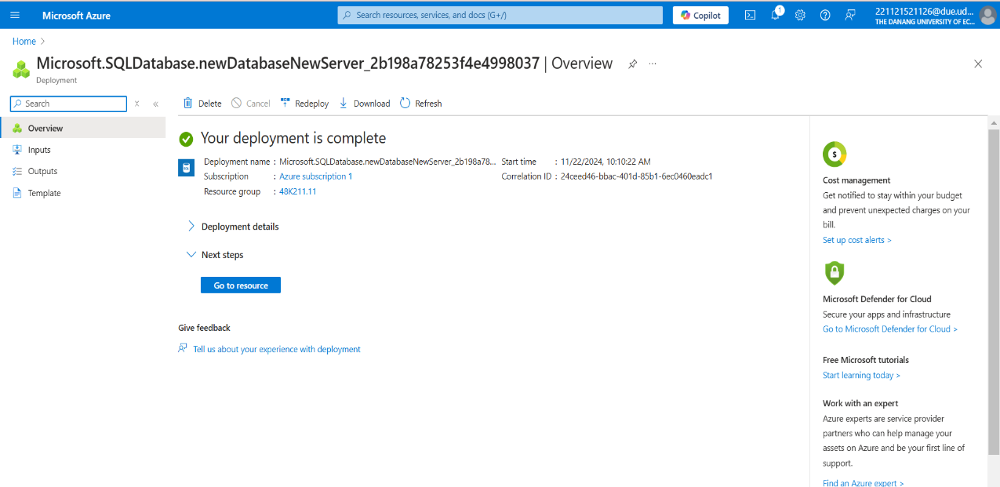 Microsoft Azure
Search resources, services, and docs (G+/)
Copilot
1
221121521126@due.ud...
THE DANANG UNIVERSITY OF EC...
Home >
Microsoft.SQLDatabase.newDatabaseNewServer_2b198a78253f4e4998037 | Overview
...
Deployment
Search
Delete
Cancel
Redeploy
Download
Refresh
Overview
Inputs
Outputs
Template
Your deployment is complete
Deployment name : Microsoft.SQLDatabase.newDatabaseNewServer_2b198a78...
Subscription : Azure subscription 1
Resource group : 48K211.11
Start time : 11/22/2024, 10:10:22 AM
Correlation ID : 24ceed46-bbac-401d-85b1-6ec0460eadc1
Deployment details
Next steps
Go to resource
Give feedback
Tell us about your experience with deployment
Cost management
Get notified to stay within your budget
and prevent unexpected charges on your
bill.
Set up cost alerts >
Microsoft Defender for Cloud
Secure your apps and infrastructure
Go to Microsoft Defender for Cloud >
Free Microsoft tutorials
Start learning today >
Work with an expert
Azure experts are service provider
partners who can help manage your
assets on Azure and be your first line of
support.
Find an Azure expert >